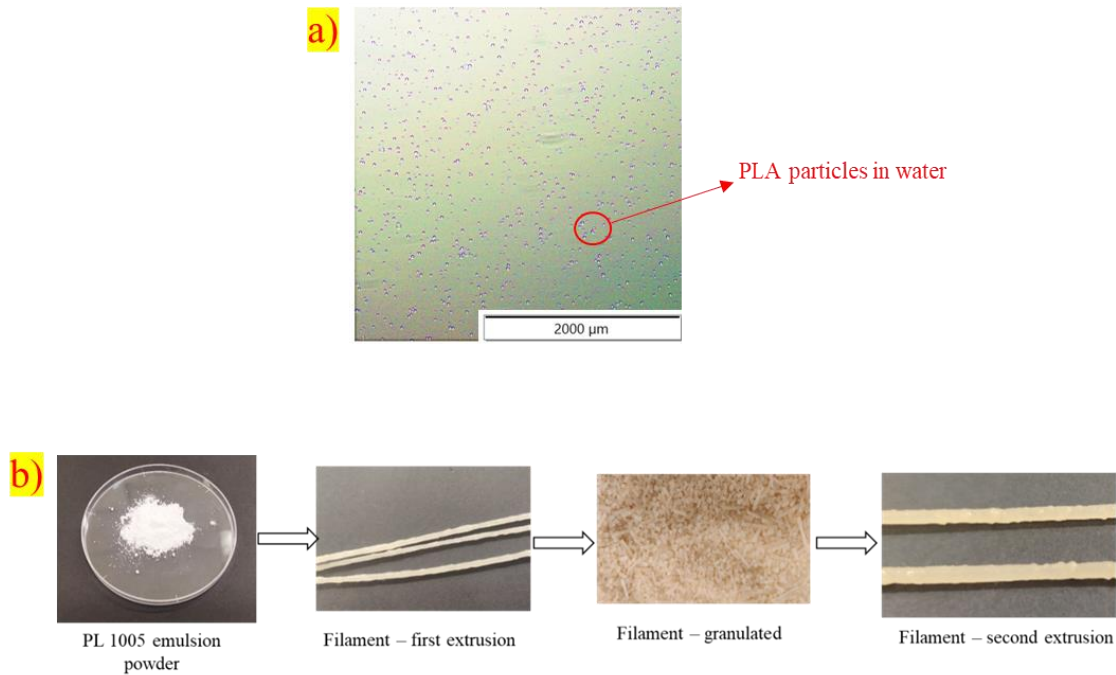 a)
PLA particles in water
2000 µm
b)
PL 1005 emulsion
powder
Filament – first extrusion
Filament – granulated
Filament – second extrusion